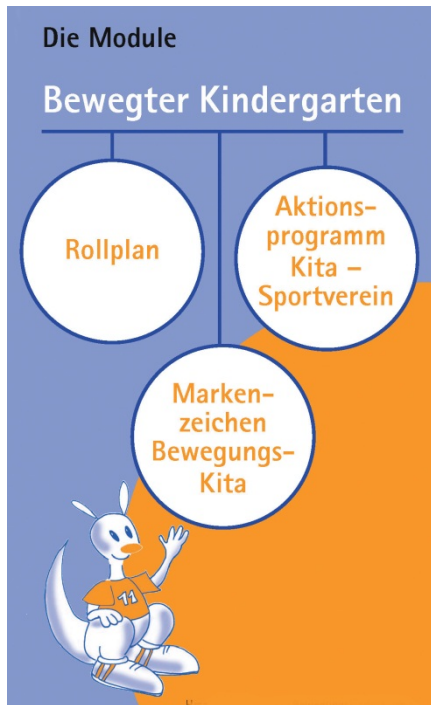 Die Module
Bewegter Kindergarten
Rollplan
Aktions-
programm
Kita –
Sportverein
Marken-
zeichen
Bewegungs-
Kita
11